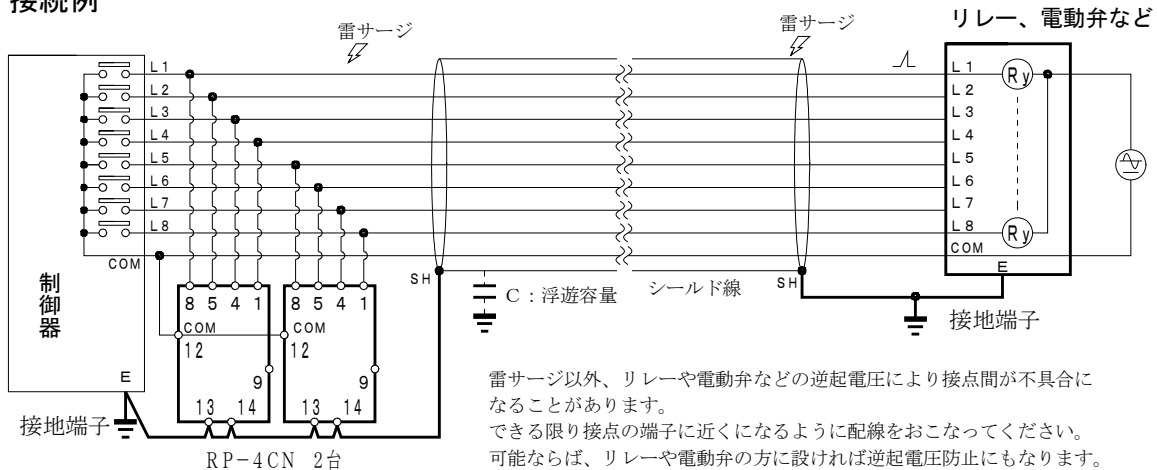 接続例
雷サージ
雷サージ
リレー、電動弁など
L1
L2
L3
L4
L5
L6
L7
L8
COM
L1
L2
L3
L4
L5
L6
L7
L8
COM
E
Ry
Ry
制御器
E
接地端子
8 5 4 1
COM
12
9
13 14
8 5 4 1
COM
12
9
13 14
RP-4CN 2台
SH
C:浮遊容量
シールド線
SH
接地端子
雷サージ以外、リレーや電動弁などの逆起電圧により接点間が不具合に
なることがあります。
できる限り接点の端子に近くになるように配線をおこなってください。
可能ならば、リレーや電動弁の方に設ければ逆起電圧防止にもなります。